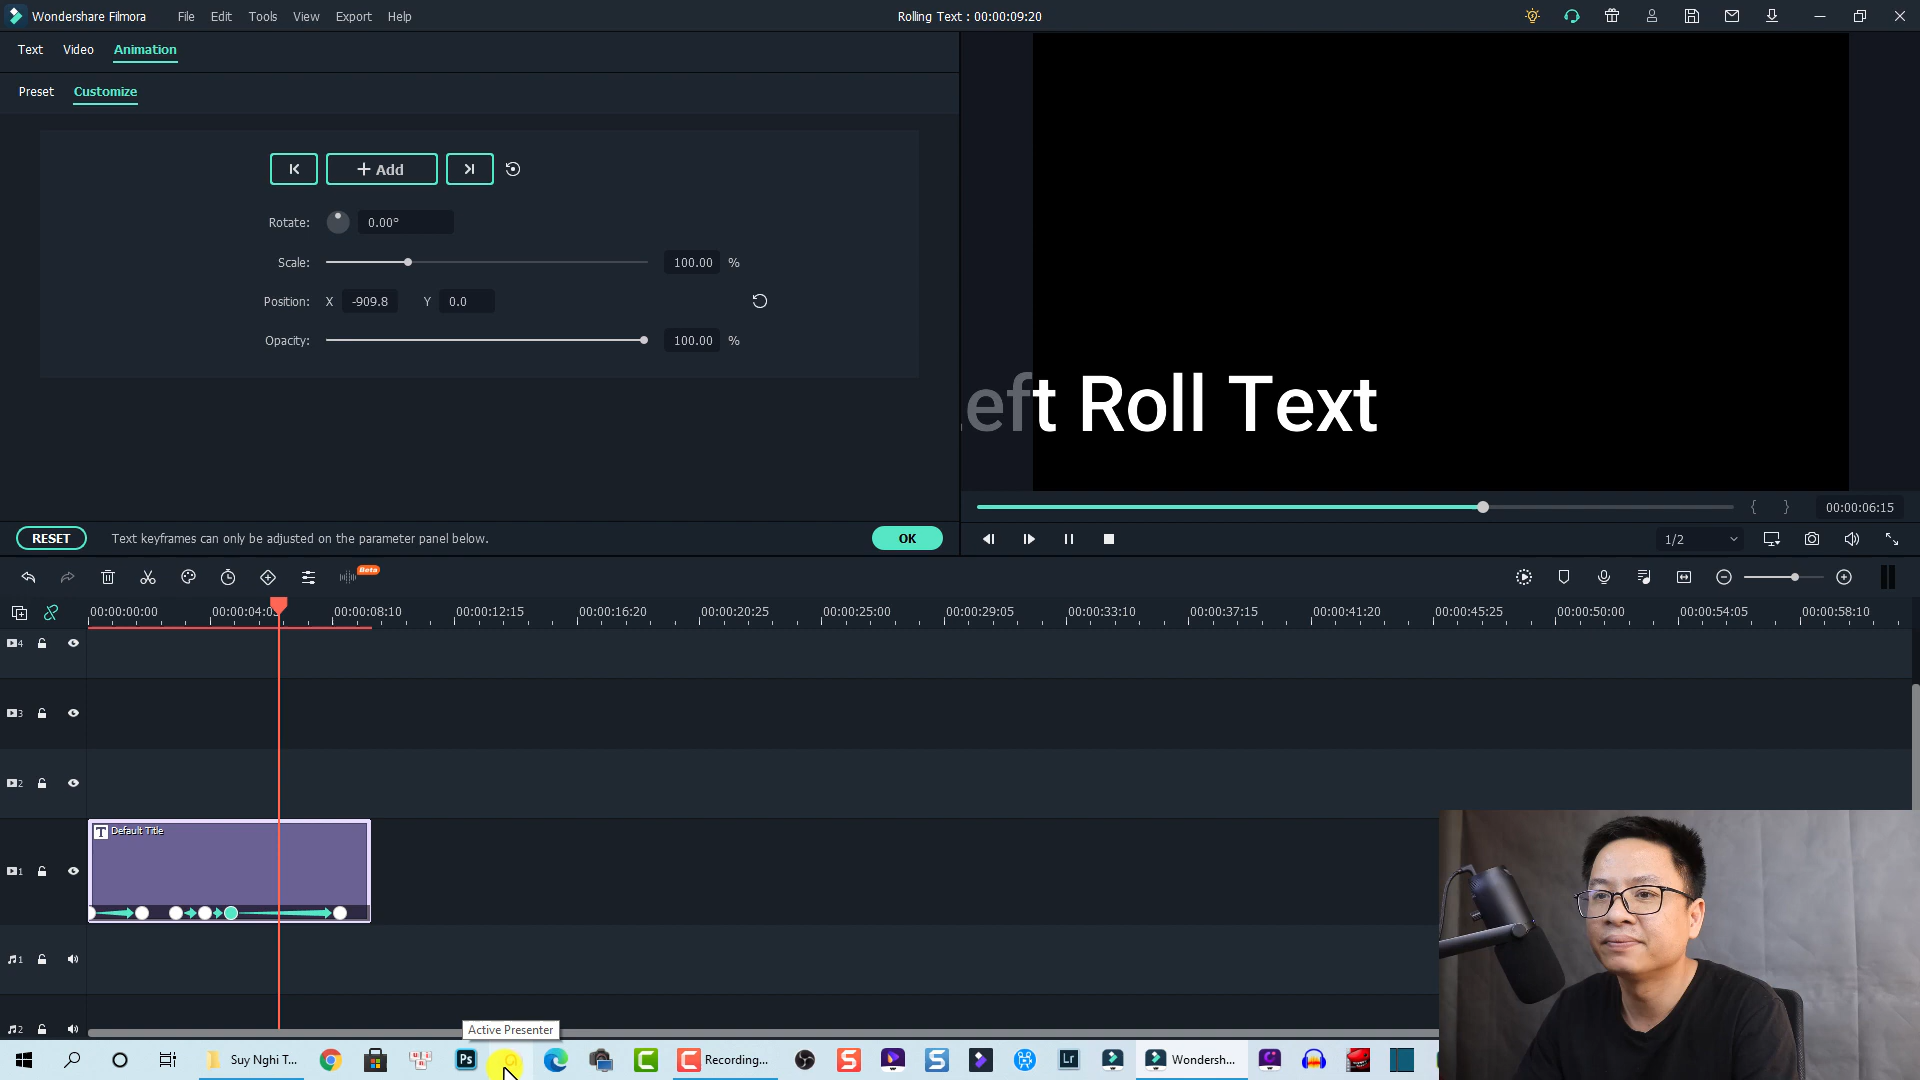 Wondershare Filmora File Edit Tools View Export Help Rolling Text : 00:00:09:20
Text Video Animation
Preset Customize
Add
Rotate: 0.00°
Scale: 100.00 %
Position: X -909.8 Y 0.0
Opacity: 100.00 %
eft Roll Text
{ } 00:00:06:15
RESET Text keyframes can only be adjusted on the parameter panel below. OK
1/2
Beta
00:00:00:00 00:00:04:0 00:00:08:10 00:00:12:15 00:00:16:20 00:00:20:25 00:00:25:00 00:00:29:05 00:00:33:10 00:00:37:15 00:00:41:20 00:00:45:25 00:00:50:00 00:00:54:05 00:00:58:10
4
3
2
T Default Title
1
1
2
Active Presenter
Suy Nghi T... Ps Recording... Lr Wondersh...